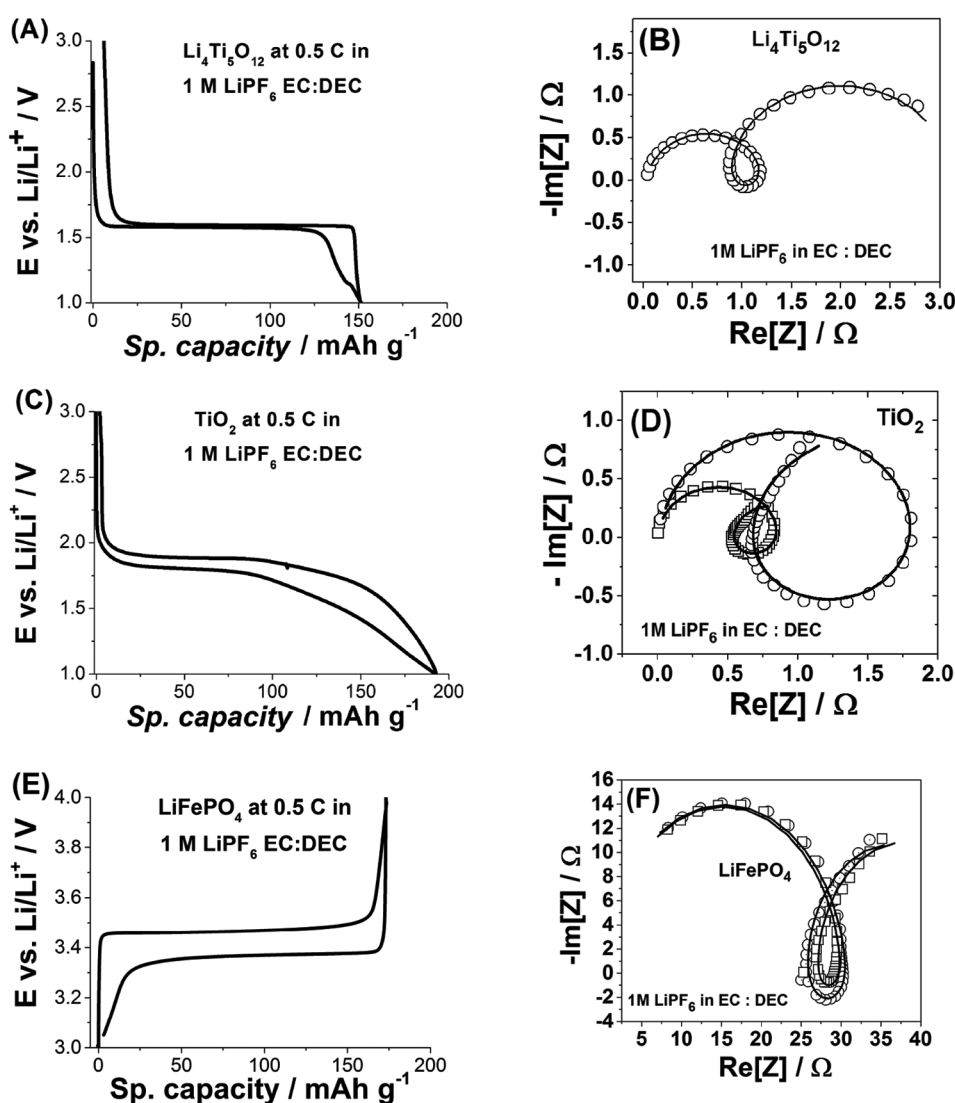 (A)
Li₄Ti₅O₁₂ at 0.5 C in
1 M LiPF₆ EC:DEC
E vs. Li/Li⁺ / V
3.0
2.5
2.0
1.5
1.0
0 50 100 150 200
Sp. capacity / mAh g⁻¹
(B)
Li₄Ti₅O₁₂
1M LiPF₆ in EC : DEC
-Im[Z] / Ω
1.5
1.0
0.5
0.0
-0.5
-1.0
0.0 0.5 1.0 1.5 2.0 2.5 3.0
Re[Z] / Ω
(C)
TiO₂ at 0.5 C in
1 M LiPF₆ EC:DEC
E vs. Li/Li⁺ / V
3.0
2.5
2.0
1.5
1.0
0 50 100 150 200
Sp. capacity / mAh g⁻¹
(D)
TiO₂
1M LiPF₆ in EC : DEC
- Im[Z] / Ω
1.0
0.5
0.0
-0.5
-1.0
0.0 0.5 1.0 1.5 2.0
Re[Z] / Ω
(E)
LiFePO₄ at 0.5 C in
1 M LiPF₆ EC:DEC
E vs. Li/Li⁺ / V
4.0
3.8
3.6
3.4
3.2
3.0
0 50 100 150 200
Sp. capacity / mAh g⁻¹
(F)
LiFePO₄
1M LiPF₆ in EC : DEC
-Im[Z] / Ω
16
14
12
10
8
6
4
2
0
-2
-4
5 10 15 20 25 30 35 40
Re[Z] / Ω